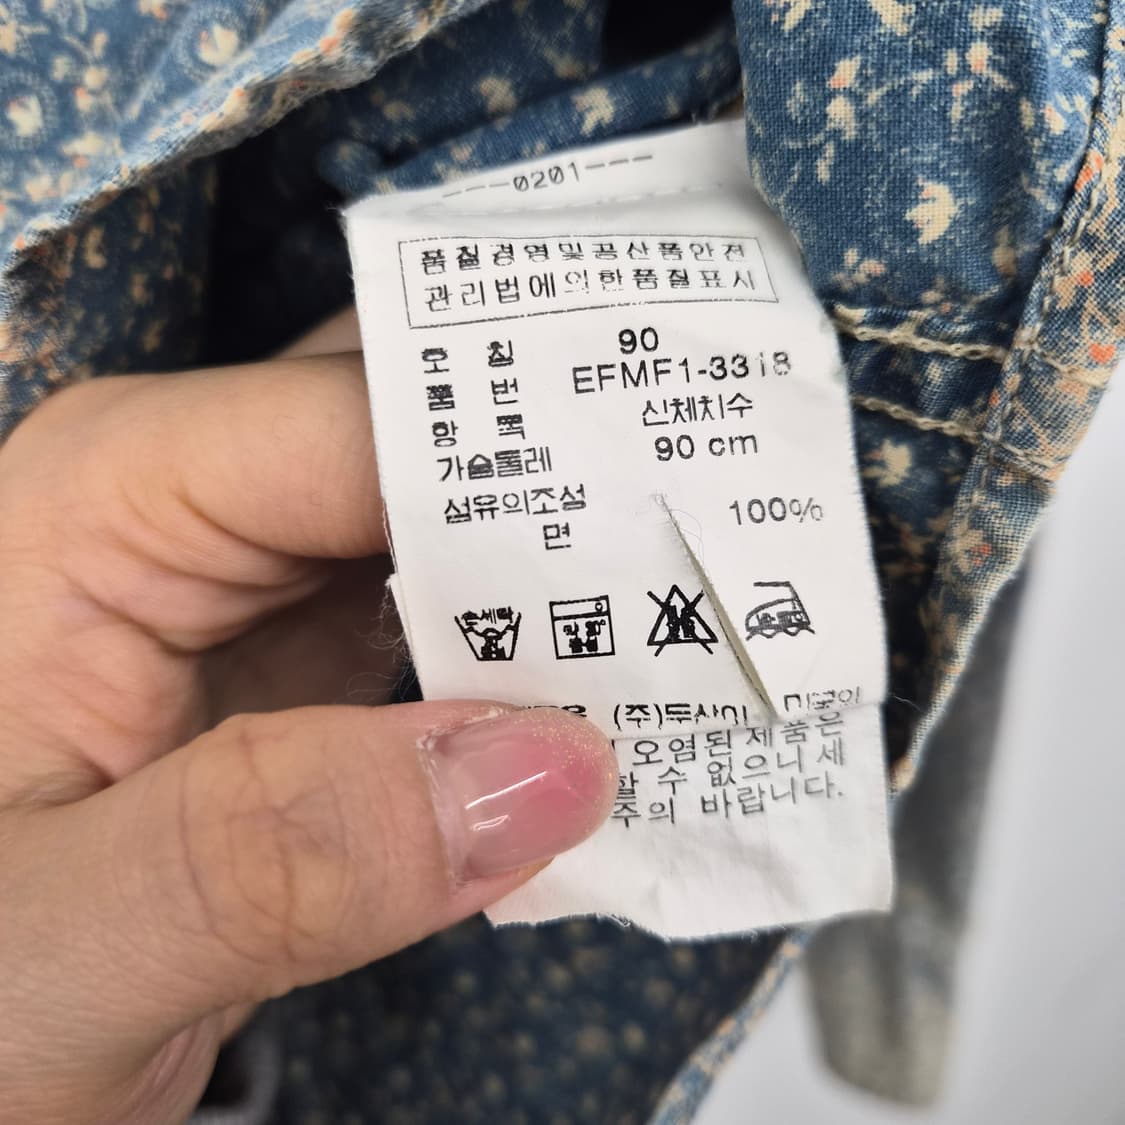 ---0201---
품질경영및공산품안전
관리법에의한품질표시
호 칭 90
품 번 EFMF1-3318
항 목 신체치수
가슴둘레 90 cm
섬유의조성
면 100%
손세탁
(주)두산이
오염된 제품은
할 수 없으니 세
주의 바랍니다.